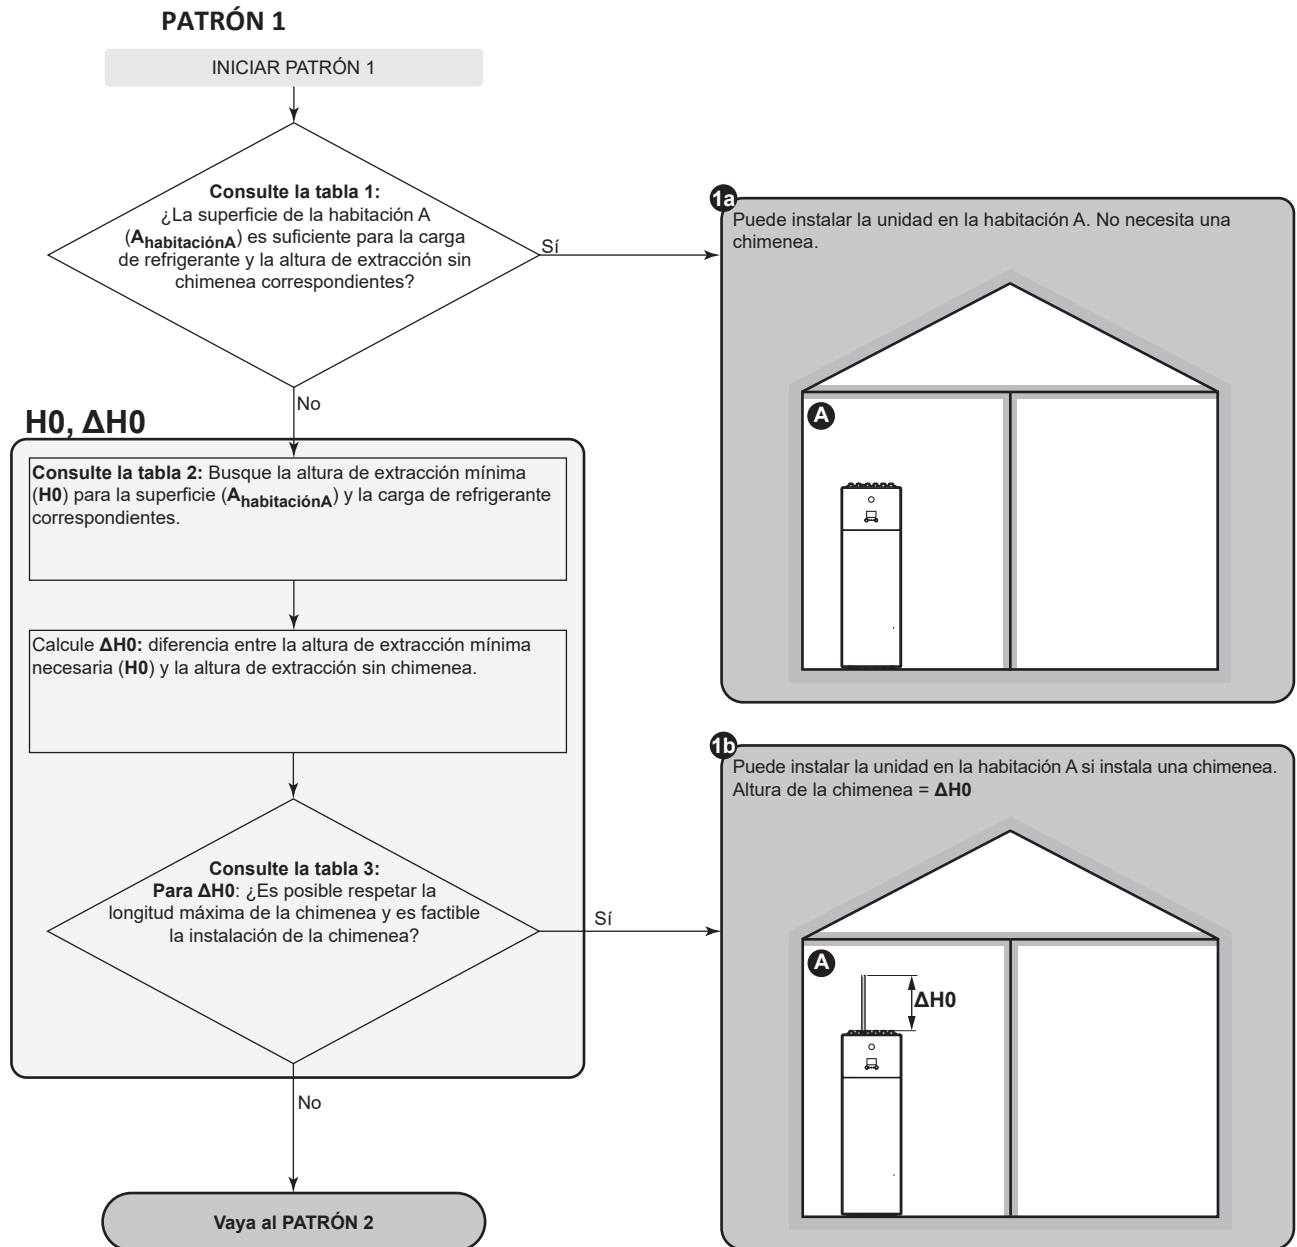 PATRÓN 1
INICIAR PATRÓN 1
Consulte la tabla 1:
¿La superficie de la habitación A
(AhabitaciónA) es suficiente para la carga
de refrigerante y la altura de extracción sin
chimenea correspondientes?
Sí
No
1a
Puede instalar la unidad en la habitación A. No necesita una
chimenea.
A
H0, ΔH0
Consulte la tabla 2: Busque la altura de extracción mínima
(H0) para la superficie (AhabitaciónA) y la carga de refrigerante
correspondientes.
Calcule ΔH0: diferencia entre la altura de extracción mínima
necesaria (H0) y la altura de extracción sin chimenea.
Consulte la tabla 3:
Para ΔH0: ¿Es posible respetar la
longitud máxima de la chimenea y es factible
la instalación de la chimenea?
Sí
No
1b
Puede instalar la unidad en la habitación A si instala una chimenea.
Altura de la chimenea = ΔH0
A
ΔH0
Vaya al PATRÓN 2